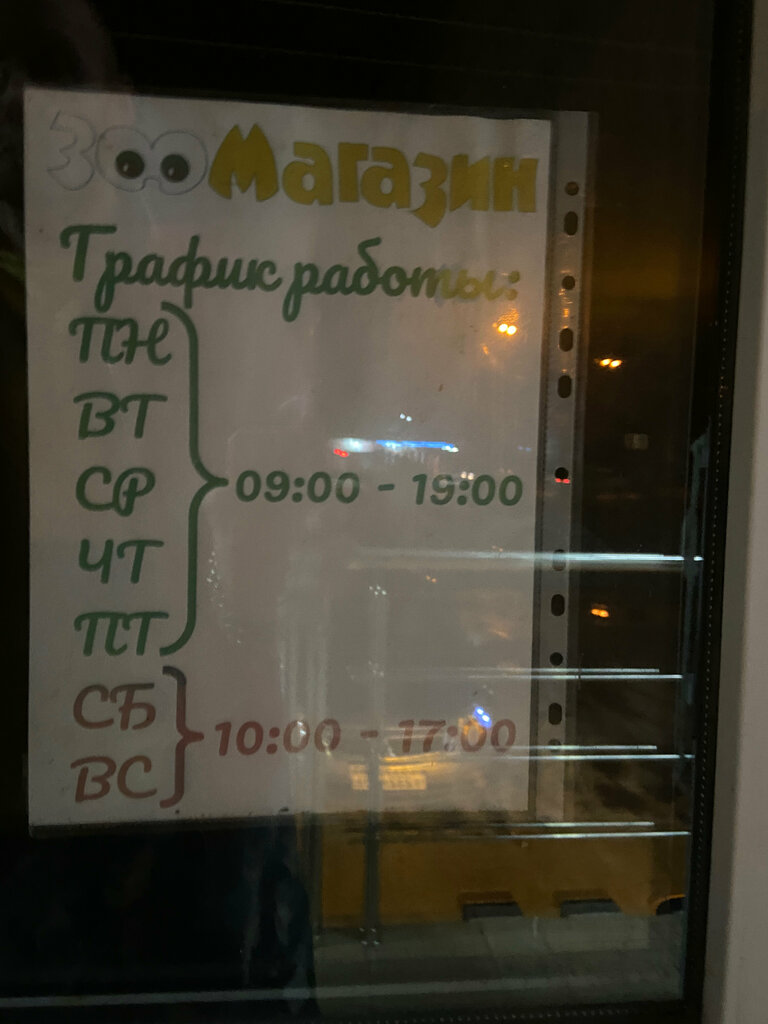 ЗООМагазин
График работы:
ПН
ВТ
СР
ЧТ
ПТ
09:00 - 19:00
СБ
ВС
10:00 - 17:00